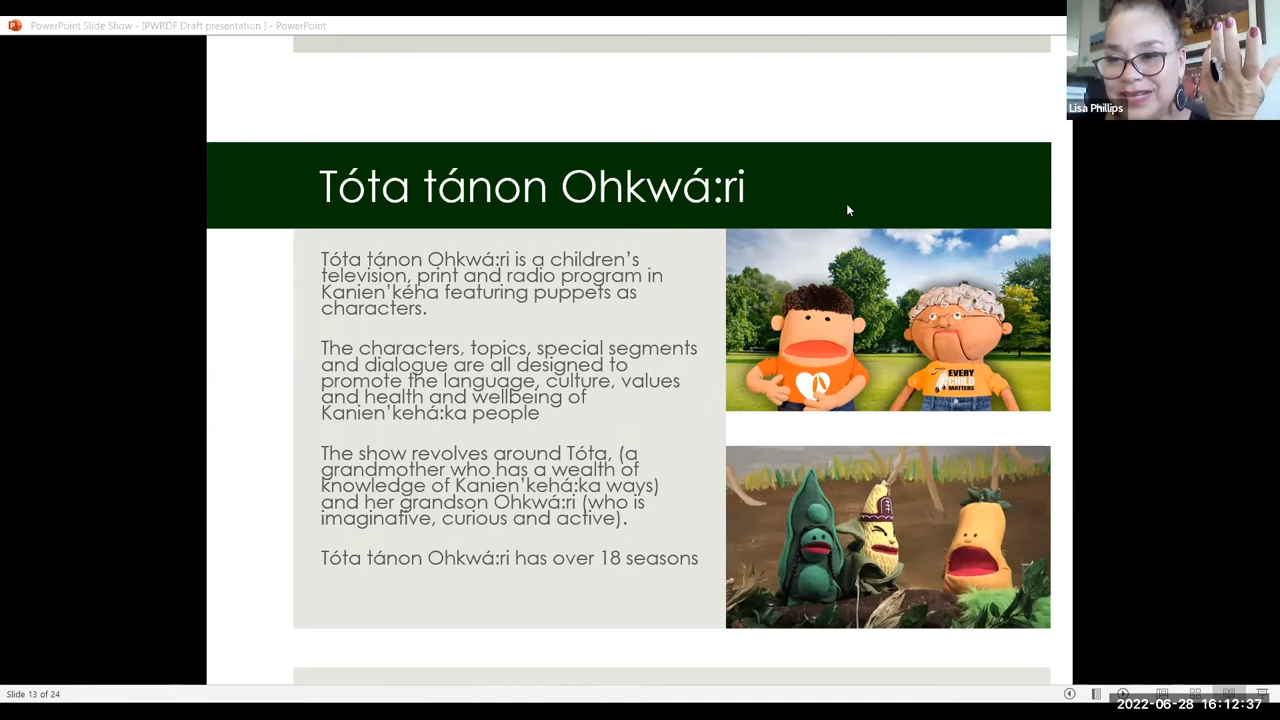 PowerPoint Slide Show - [PWRDF Draft presentation ] - PowerPoint
Lisa Phillips
Tóta tánon Ohkwá:ri
Tóta tánon Ohkwá:ri is a children's
television, print and radio program in
Kanien'kéha featuring puppets as
characters.
The characters, topics, special segments
and dialogue are all designed to
promote the language, culture, values
and health and wellbeing of
Kanien'kehá:ka people
The show revolves around Tóta, (a
grandmother who has a wealth of
knowledge of Kanien'kehá:ka ways)
and her grandson Ohkwá:ri (who is
imaginative, curious and active).
Tóta tánon Ohkwá:ri has over 18 seasons
EVERY
CHILD
MATTERS
Slide 13 of 24
2022-06-28 16:12:37